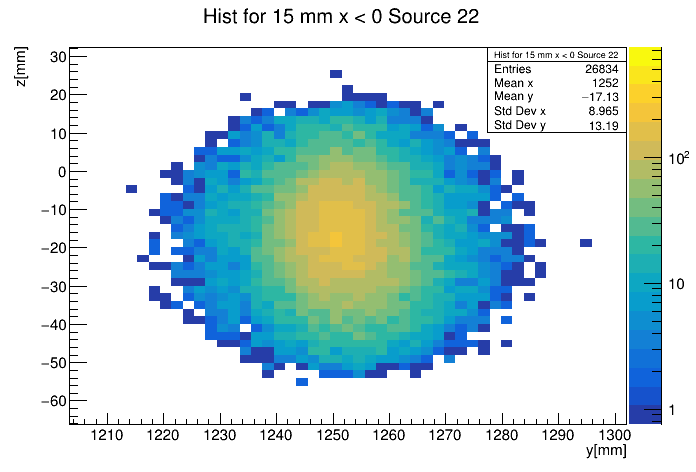 Hist for 15 mm x < 0 Source 22
z[mm]
Hist for 15 mm x < 0 Source 22
Entries 26834
Mean x 1252
Mean y −17.13
Std Dev x 8.965
Std Dev y 13.19
30
20
10
0
−10
−20
−30
−40
−50
−60
10²
10
1
1210 1220 1230 1240 1250 1260 1270 1280 1290 1300
y[mm]